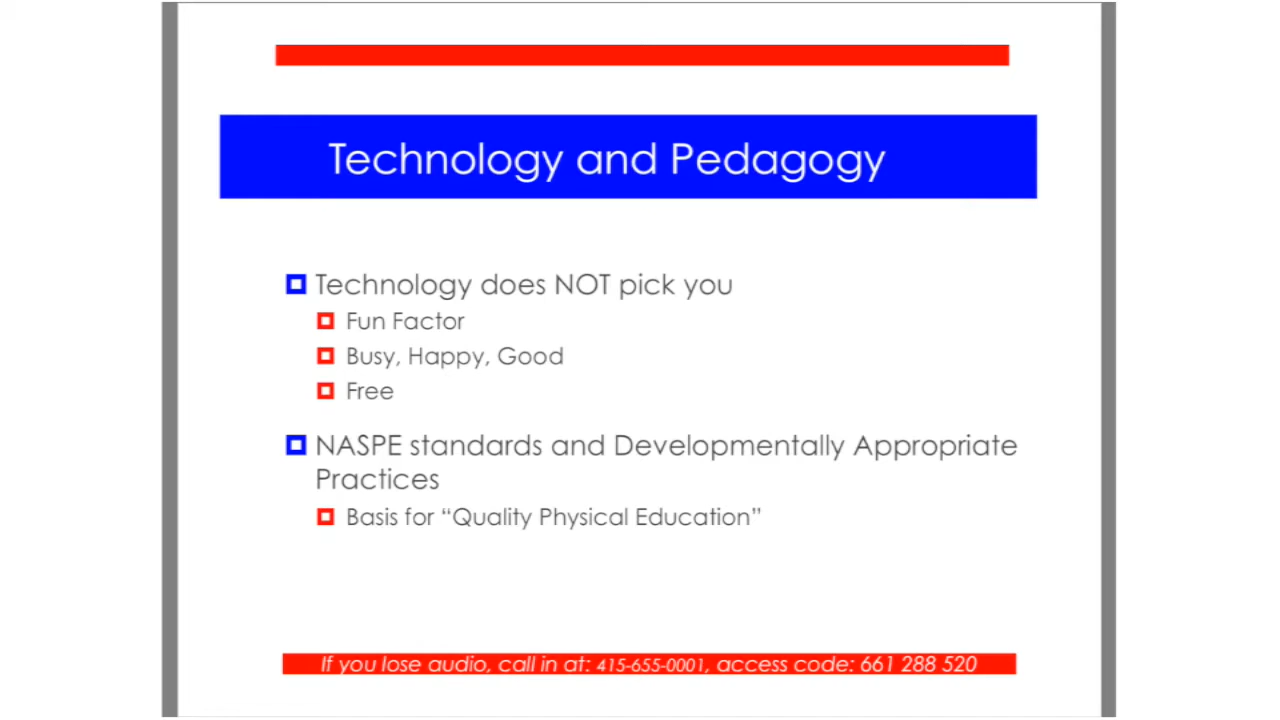 Technology and Pedagogy
Technology does NOT pick you
Fun Factor
Busy, Happy, Good
Free
NASPE standards and Developmentally Appropriate
Practices
Basis for “Quality Physical Education”
If you lose audio, call in at: 415-655-0001, access code: 661 288 520